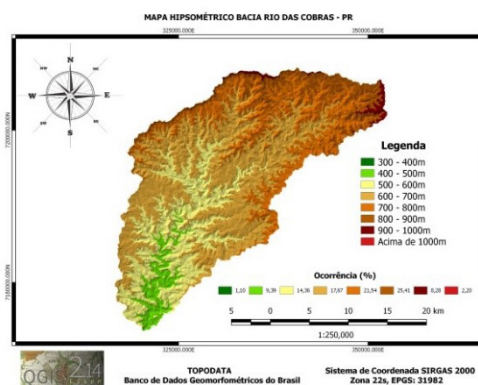 MAPA HIPSOMÉTRICO BACIA RIO DAS COBRAS - PR
325000.000E 350000.000E
N
W E
S
Legenda
300 - 400m
400 - 500m
500 - 600m
600 - 700m
700 - 800m
800 - 900m
900 - 1000m
Acima de 1000m
Ocorrência (%)
1,10 9,39 14,36 17,67 21,54 25,41 8,28 2,20
5 0 5 10 15 20 km
1:250,000
325000.000E 350000.000E
QGIS 2.14
TOPODATA
Banco de Dados Geomorfométricos do Brasil
Sistema de Coordenada SIRGAS 2000
Zona 22s, EPGS: 31982